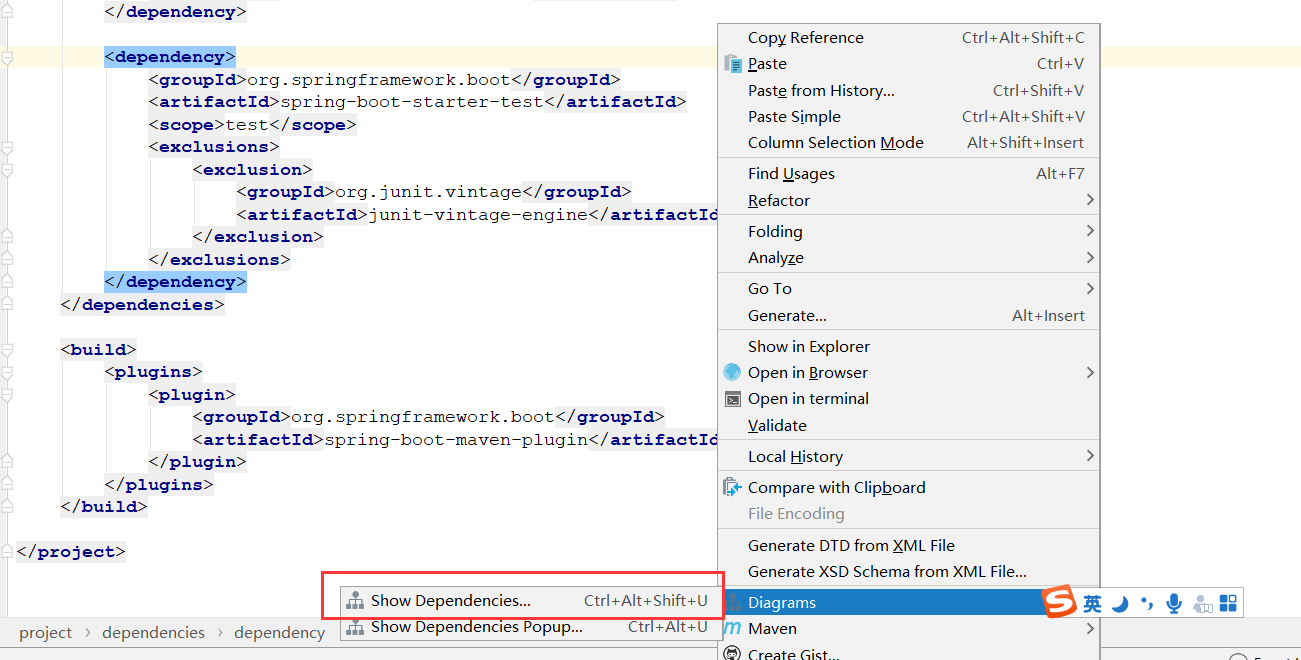 </dependency>
<dependency>
<groupId>org.springframework.boot</groupId>
<artifactId>spring-boot-starter-test</artifactId>
<scope>test</scope>
<exclusions>
<exclusion>
<groupId>org.junit.vintage</groupId>
<artifactId>junit-vintage-engine</artifactId
</exclusion>
</exclusions>
</dependency>
</dependencies>
<build>
<plugins>
<plugin>
<groupId>org.springframework.boot</groupId>
<artifactId>spring-boot-maven-plugin</artifactId
</plugin>
</plugins>
</build>
</project>
project > dependencies > dependency
Copy Reference Ctrl+Alt+Shift+C
Paste Ctrl+V
Paste from History... Ctrl+Shift+V
Paste Simple Ctrl+Alt+Shift+V
Column Selection Mode Alt+Shift+Insert
Find Usages Alt+F7
Refactor
Folding
Analyze
Go To
Generate... Alt+Insert
Show in Explorer
Open in Browser
Open in terminal
Validate
Local History
Compare with Clipboard
File Encoding
Generate DTD from XML File
Generate XSD Schema from XML File...
Diagrams
Maven
Create Gist...
Show Dependencies... Ctrl+Alt+Shift+U
Show Dependencies Popup... Ctrl+Alt+U
S 英